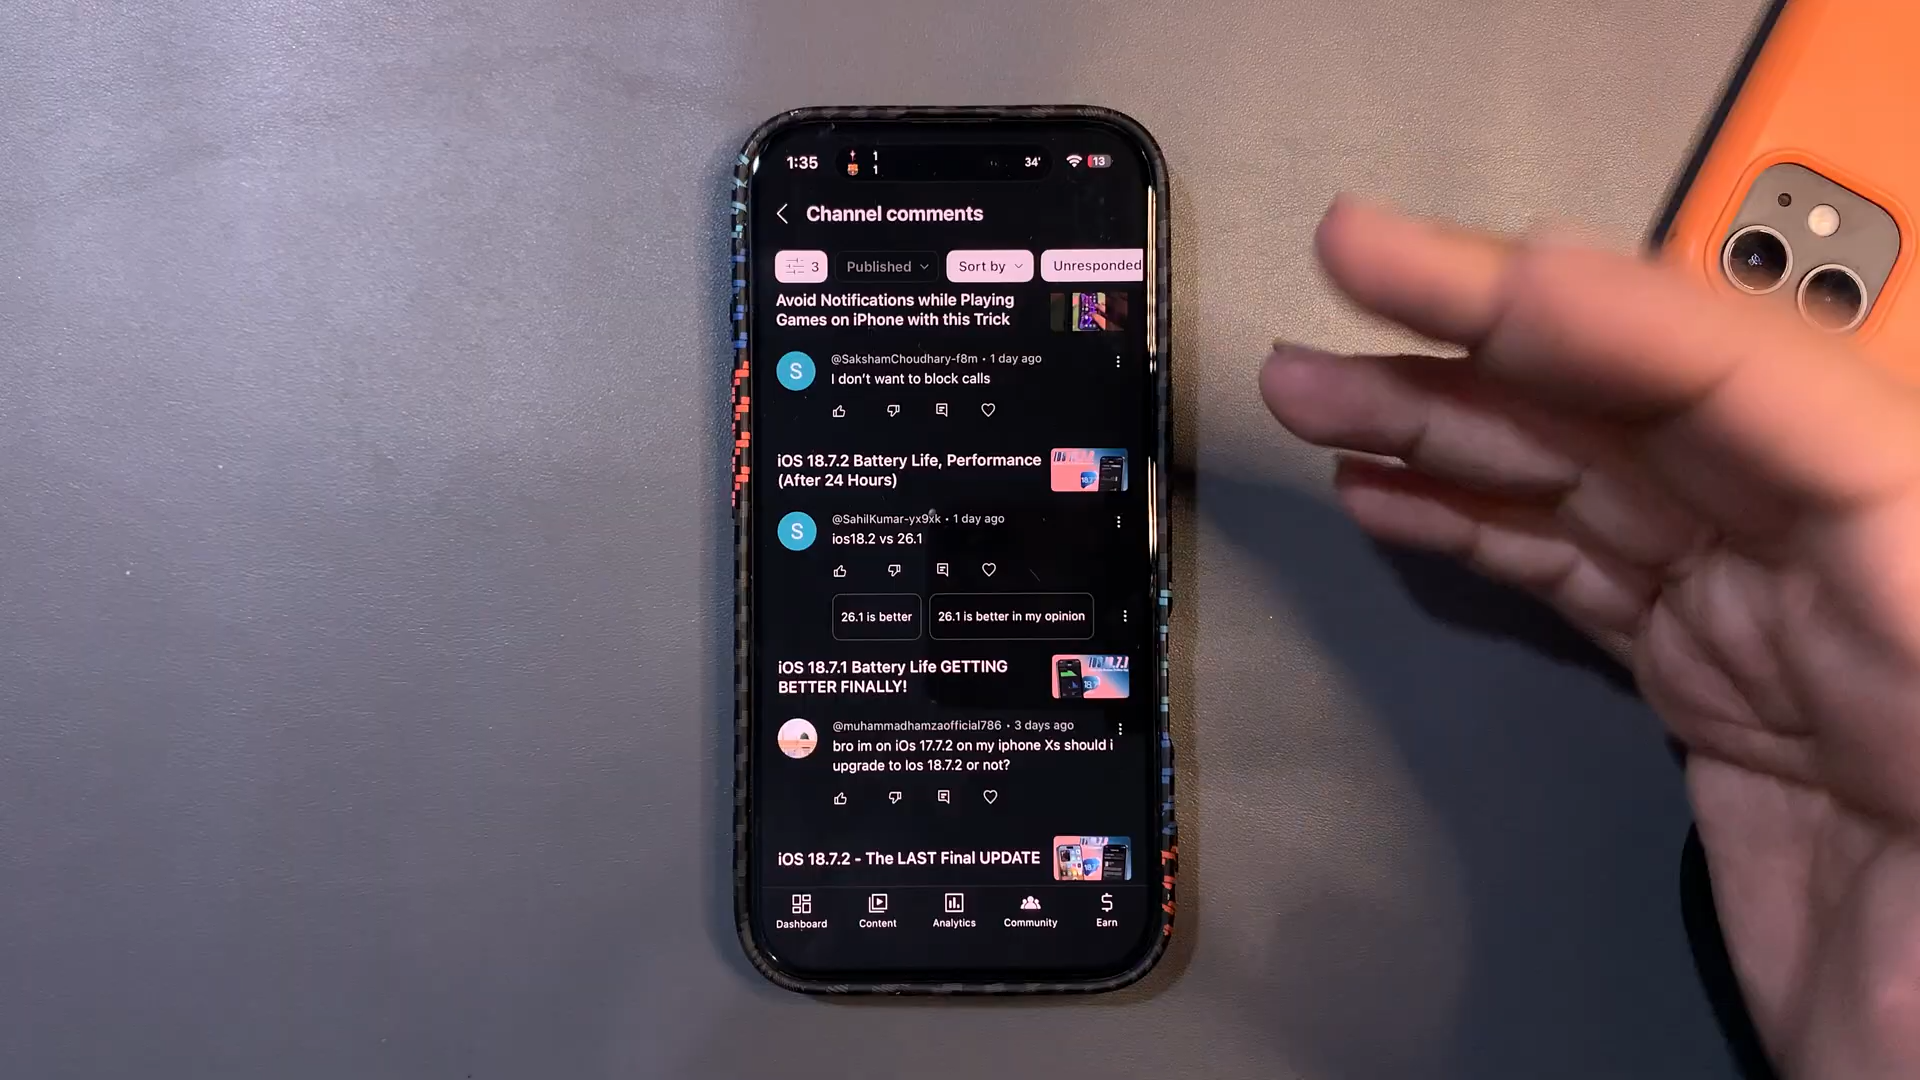 1:35
1
1
34'
13
Channel comments
3
Published
Sort by
Unresponded
Avoid Notifications while Playing
Games on iPhone with this Trick
S
@SakshamChoudhary-f8m • 1 day ago
I don't want to block calls
iOS 18.7.2 Battery Life, Performance
(After 24 Hours)
S
@SahilKumar-yx9xk • 1 day ago
ios18.2 vs 26.1
26.1 is better
26.1 is better in my opinion
iOS 18.7.1 Battery Life GETTING
BETTER FINALLY!
@muhammadhamzaofficial786 • 3 days ago
bro im on iOs 17.7.2 on my iphone Xs should i
upgrade to Ios 18.7.2 or not?
iOS 18.7.2 - The LAST Final UPDATE
Dashboard
Content
Analytics
Community
Earn